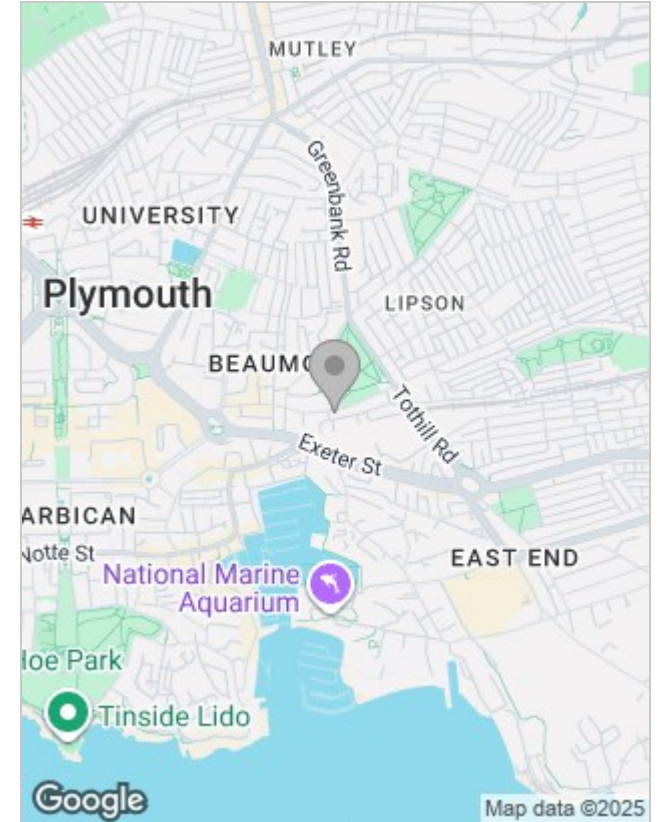 MUTLEY
Greenbank Rd
UNIVERSITY
Plymouth
LIPSON
BEAUMO
Tothill Rd
Exeter St
ARBICAN
Notte St
EAST END
National Marine
Aquarium
Hoe Park
Tinside Lido
Google
Map data ©2025